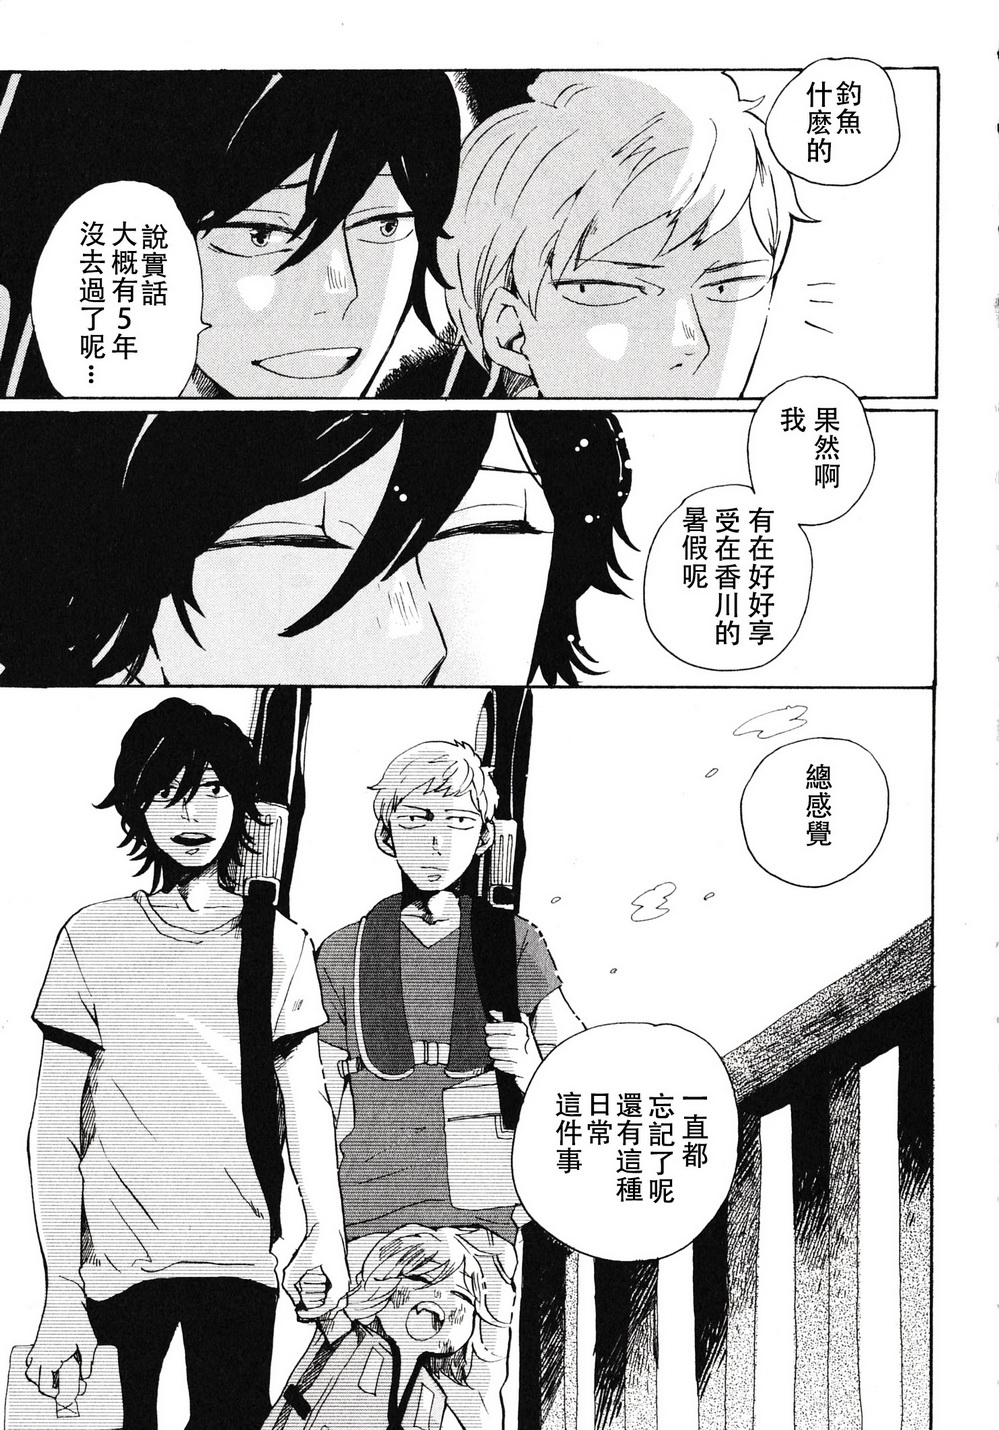 釣魚
什麽的
說實話
大概有5年
沒去過了呢…
果然啊
我
有在好好享
受在香川的
暑假呢
總感覺
一直都
忘記了呢
還有這種
日常
這件事